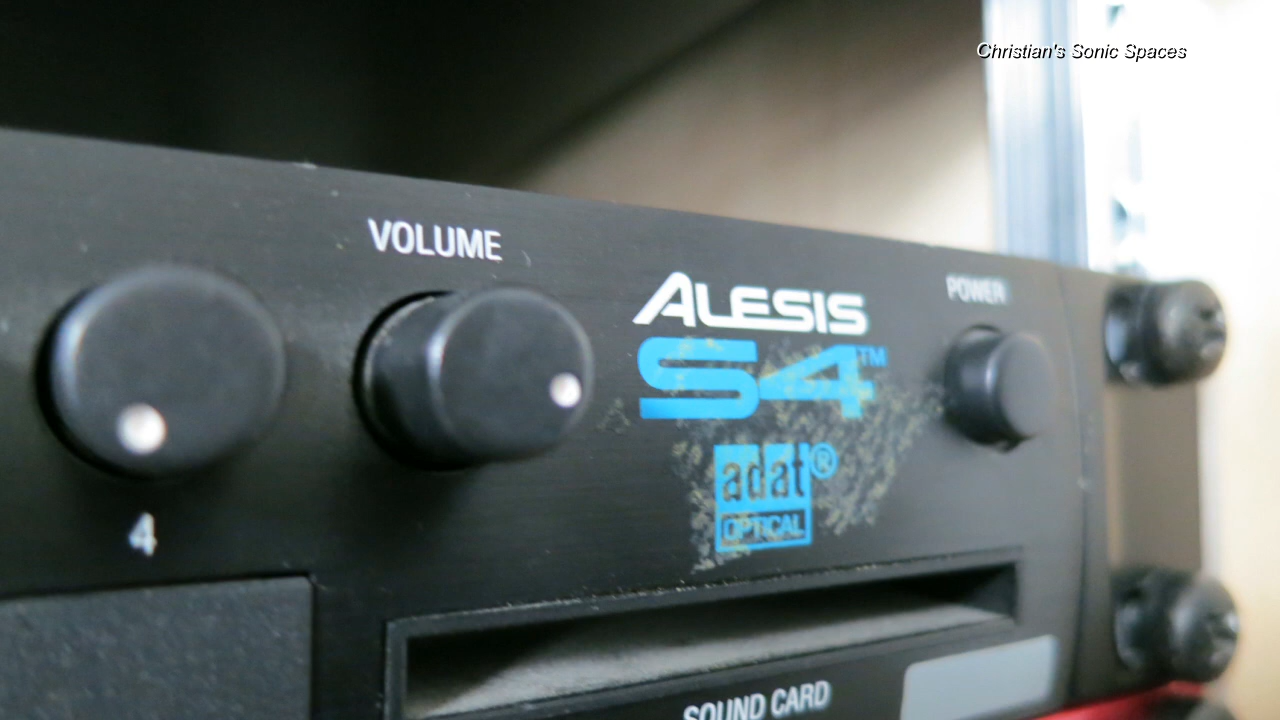 Christian's Sonic Spaces
VOLUME
ALESIS
S4™
POWER
adat®
OPTICAL
4
SOUND CARD